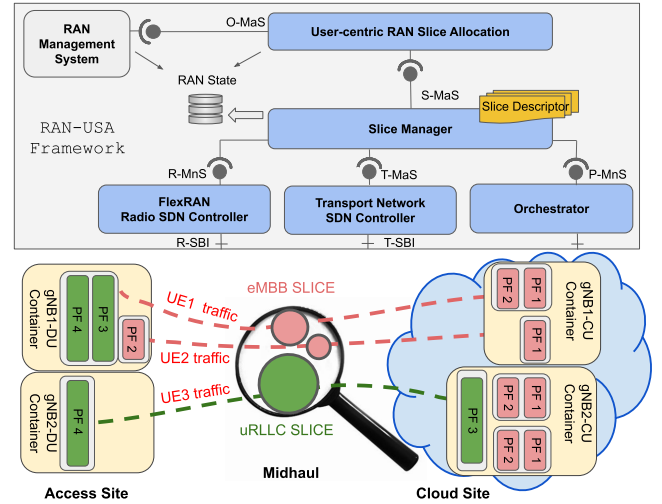 O-MaS
RAN
Management
System
User-centric RAN Slice Allocation
RAN State
S-MaS
Slice Descriptor
RAN-USA
Framework
Slice Manager
R-MnS
T-MaS
P-MnS
FlexRAN
Radio SDN Controller
Transport Network
SDN Controller
Orchestrator
R-SBI
T-SBI
eMBB SLICE
gNB1-DU
Container
PF 4
PF 3
PF 2
UE1 traffic
UE2 traffic
UE3 traffic
gNB2-DU
Container
PF 4
uRLLC SLICE
PF 2
PF 1
PF 1
gNB1-CU
Container
PF 3
PF 2
PF 1
PF 2
PF 1
gNB2-CU
Container
Midhaul
Access Site
Cloud Site